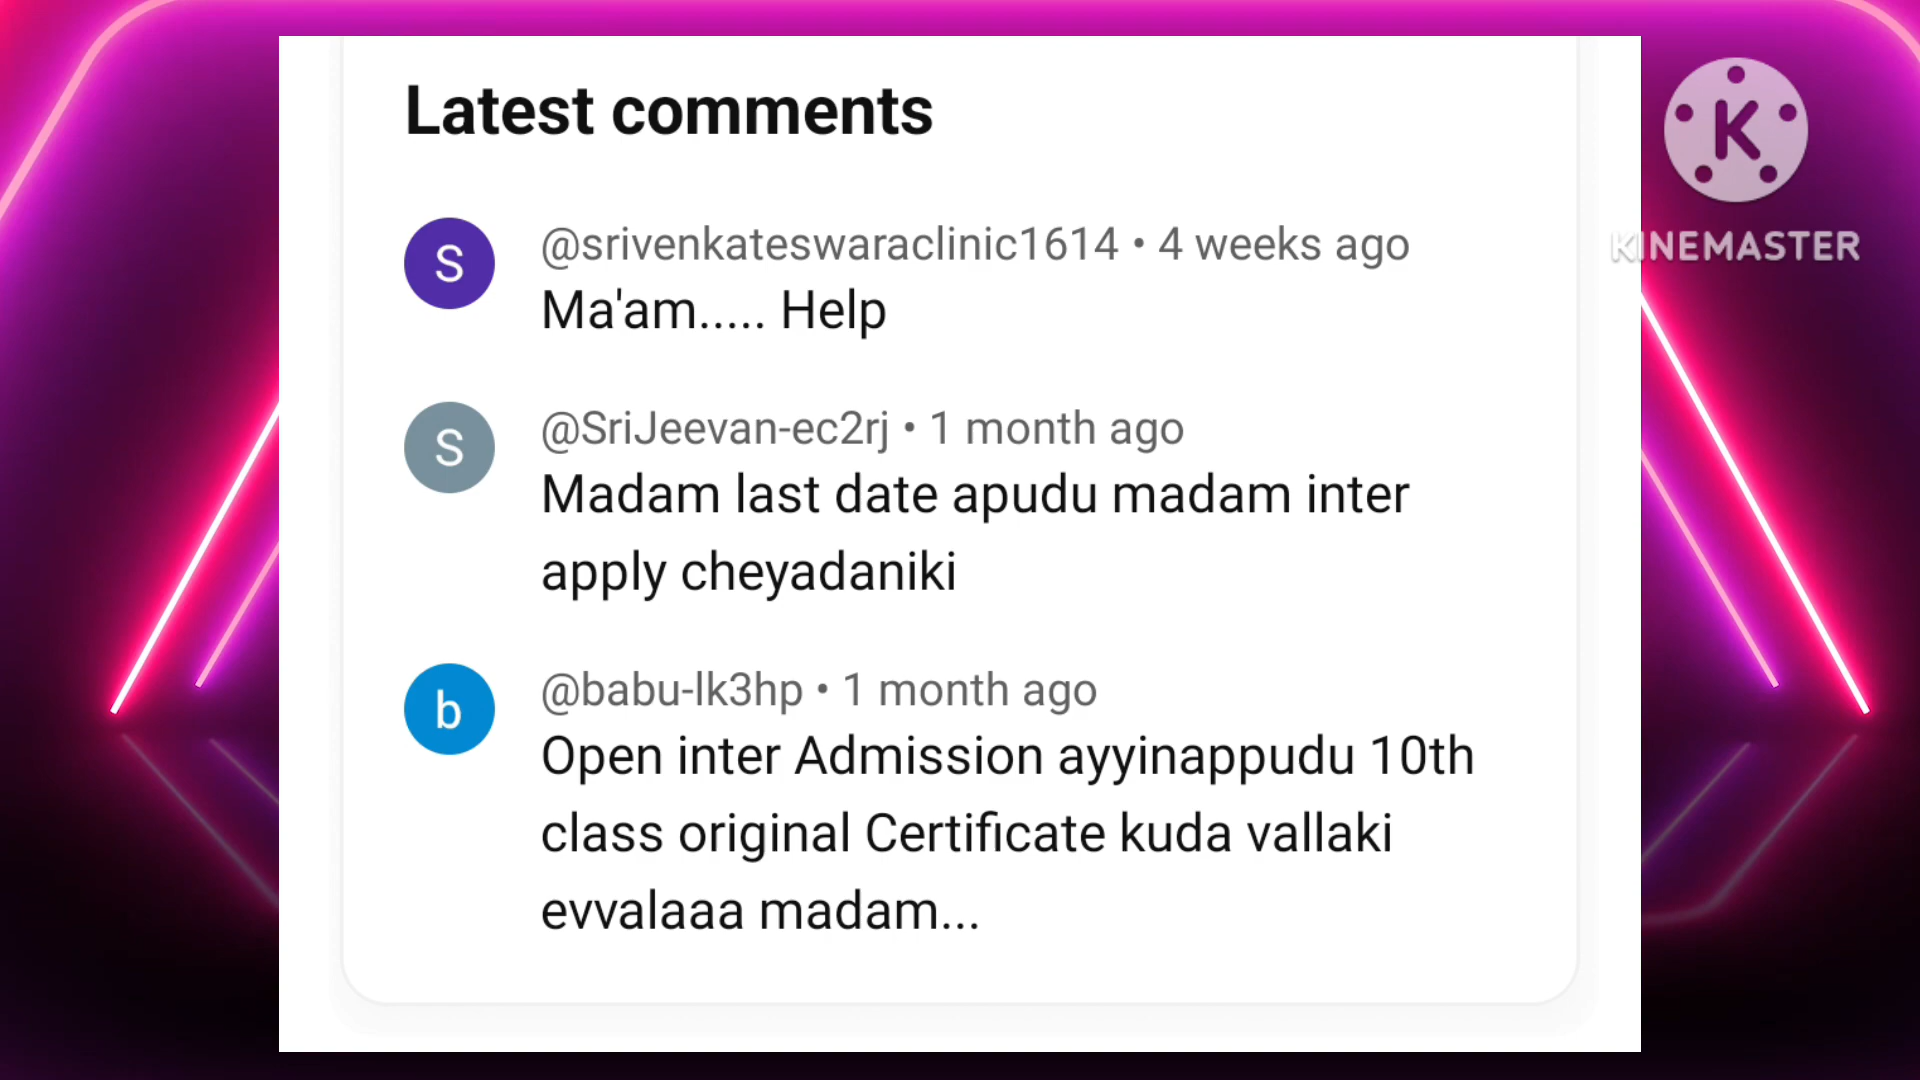 Latest comments
K
KINEMASTER
S
@srivenkateswaraclinic1614 • 4 weeks ago
Ma'am..... Help
S
@SriJeevan-ec2rj • 1 month ago
Madam last date apudu madam inter
apply cheyadaniki
b
@babu-lk3hp • 1 month ago
Open inter Admission ayyinappudu 10th
class original Certificate kuda vallaki
evvalaaa madam...